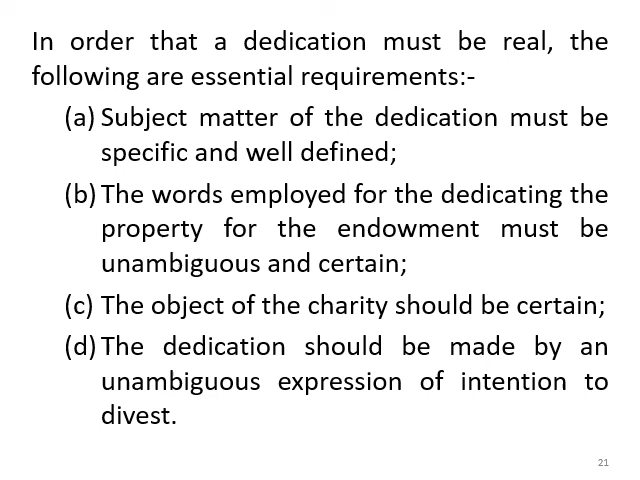 In order that a dedication must be real, the
following are essential requirements:-
(a) Subject matter of the dedication must be
specific and well defined;
(b) The words employed for the dedicating the
property for the endowment must be
unambiguous and certain;
(c) The object of the charity should be certain;
(d) The dedication should be made by an
unambiguous expression of intention to
divest.
21